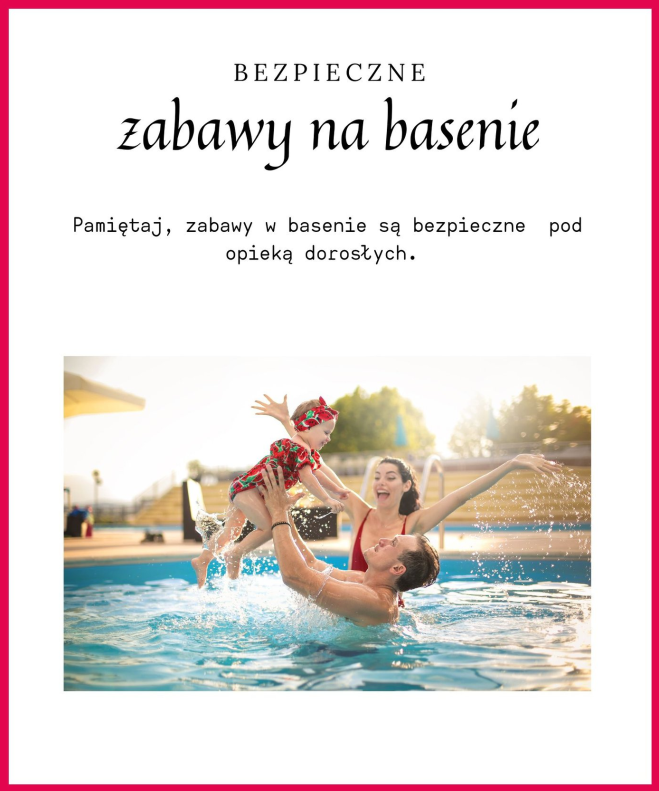 BEZPIECZNE
zabawy na basenie
Pamiętaj, zabawy w basenie są bezpieczne  pod
opieką dorosłych.